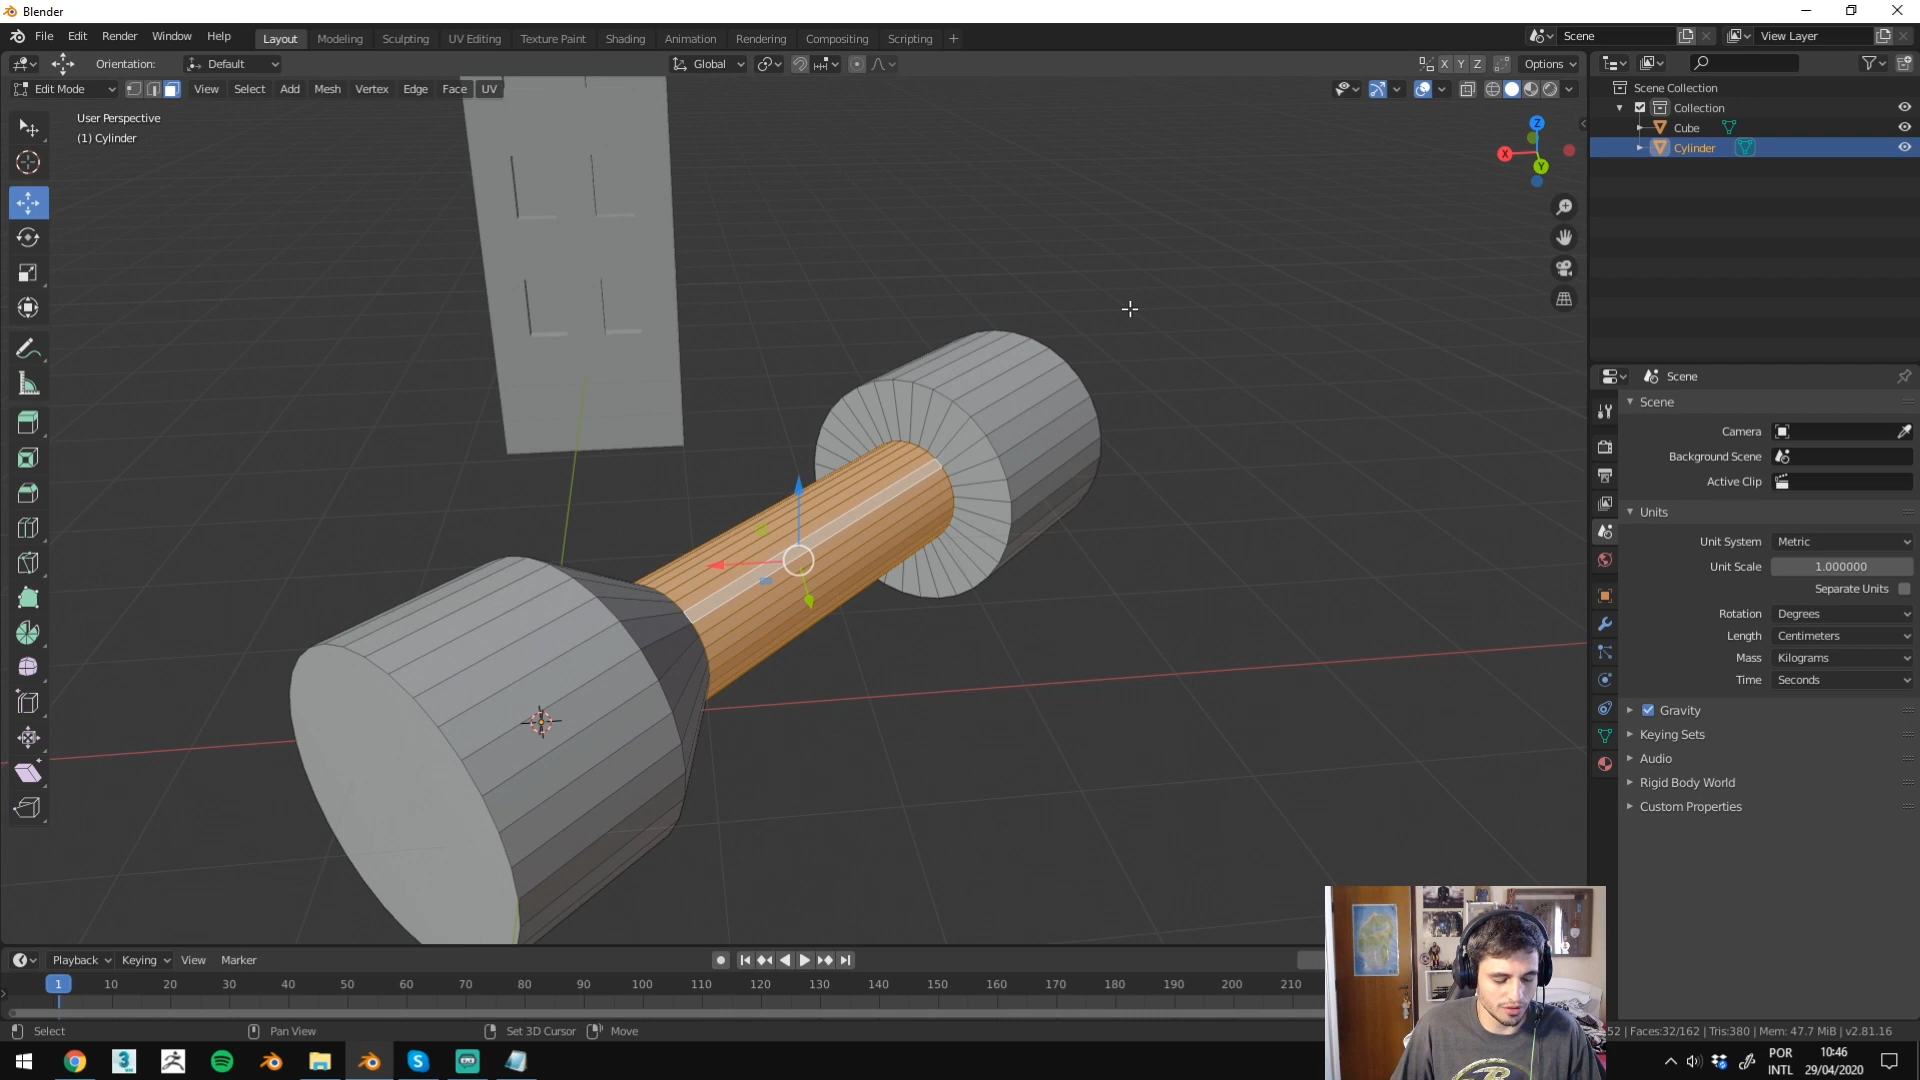 Blender
File Edit Render Window Help
Layout Modeling Sculpting UV Editing Texture Paint Shading Animation Rendering Compositing Scripting +
Scene
View Layer
Orientation: Default
Global
X Y Z
Options
Edit Mode
View Select Add Mesh Vertex Edge Face UV
User Perspective
(1) Cylinder
Z
X
Y
Scene Collection
Collection
Cube
Cylinder
Scene
Scene
Camera
Background Scene
Active Clip
Units
Unit System Metric
Unit Scale 1.000000
Separate Units
Rotation Degrees
Length Centimeters
Mass Kilograms
Time Seconds
Gravity
Keying Sets
Audio
Rigid Body World
Custom Properties
Playback Keying View Marker
1 10 20 30 40 50 60 70 80 90 100 110 120 130 140 150 160 170 180 190 200 210
Select Pan View Set 3D Cursor Move
52 | Faces:32/162 | Tris:380 | Mem: 47.7 MiB | v2.81.16
POR
INTL
10:46
29/04/2020